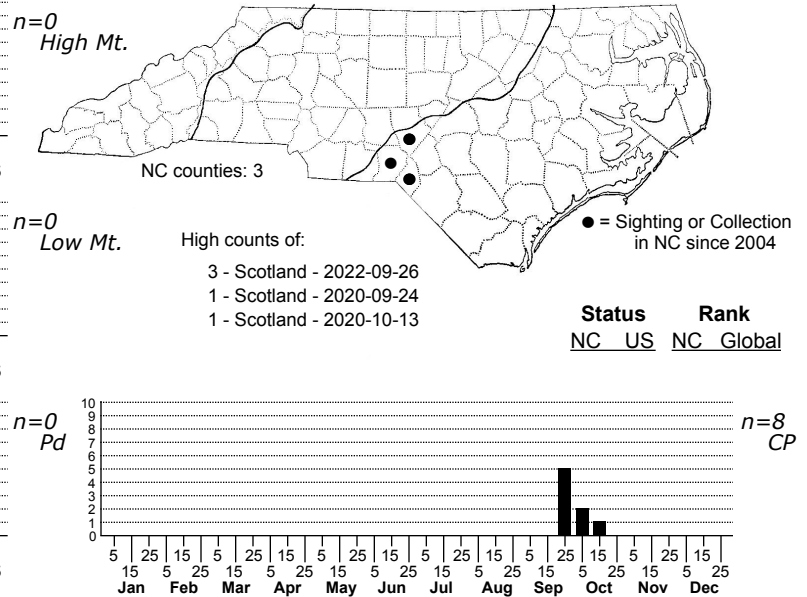 n=0
High Mt.
NC counties: 3
n=0
Low Mt.
● = Sighting or Collection
in NC since 2004
High counts of:
3 - Scotland - 2022-09-26
1 - Scotland - 2020-09-24
1 - Scotland - 2020-10-13
Status Rank
NC US NC Global
n=0
Pd
n=8
CP
10
9
8
7
6
5
4
3
2
1
0
5 25 15 5 25 15 5 25 15 5 25 15 5 25 15 5 25 15
15 5 25 15 5 25 15 5 25 15 5 25 15 5 25 15 5 25
Jan Feb Mar Apr May Jun Jul Aug Sep Oct Nov Dec